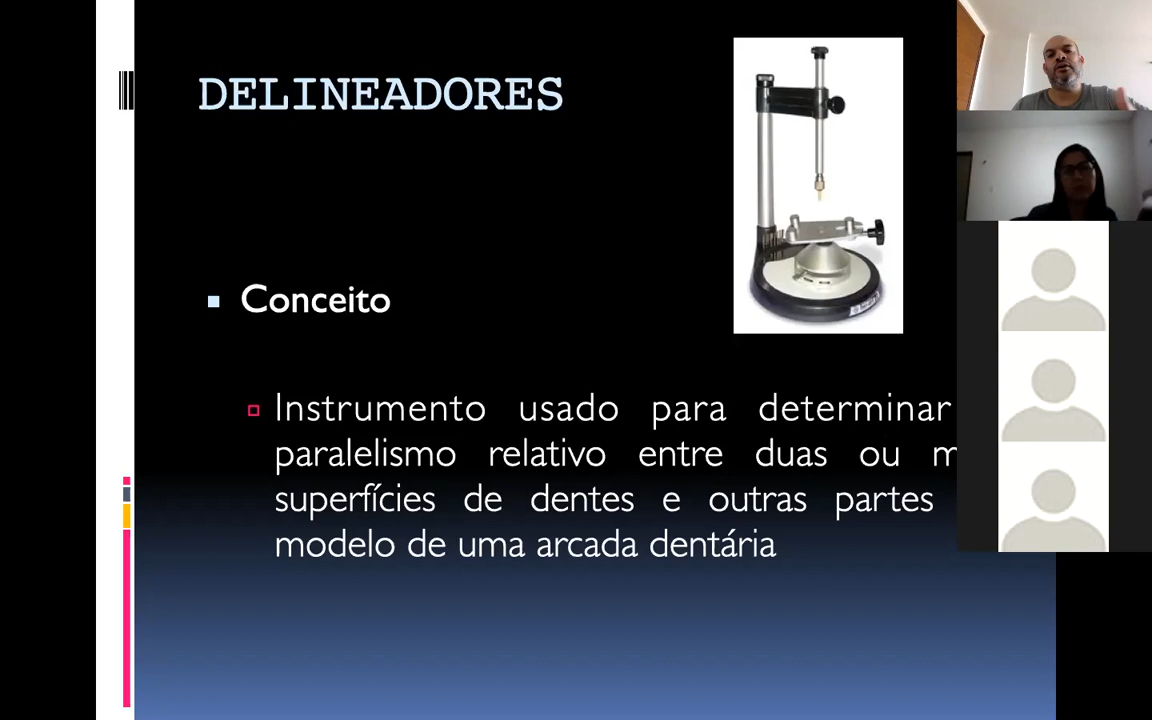 DELINEADORES
Conceito
Instrumento usado para determinar
paralelismo relativo entre duas ou
superfícies de dentes e outras partes
modelo de uma arcada dentária